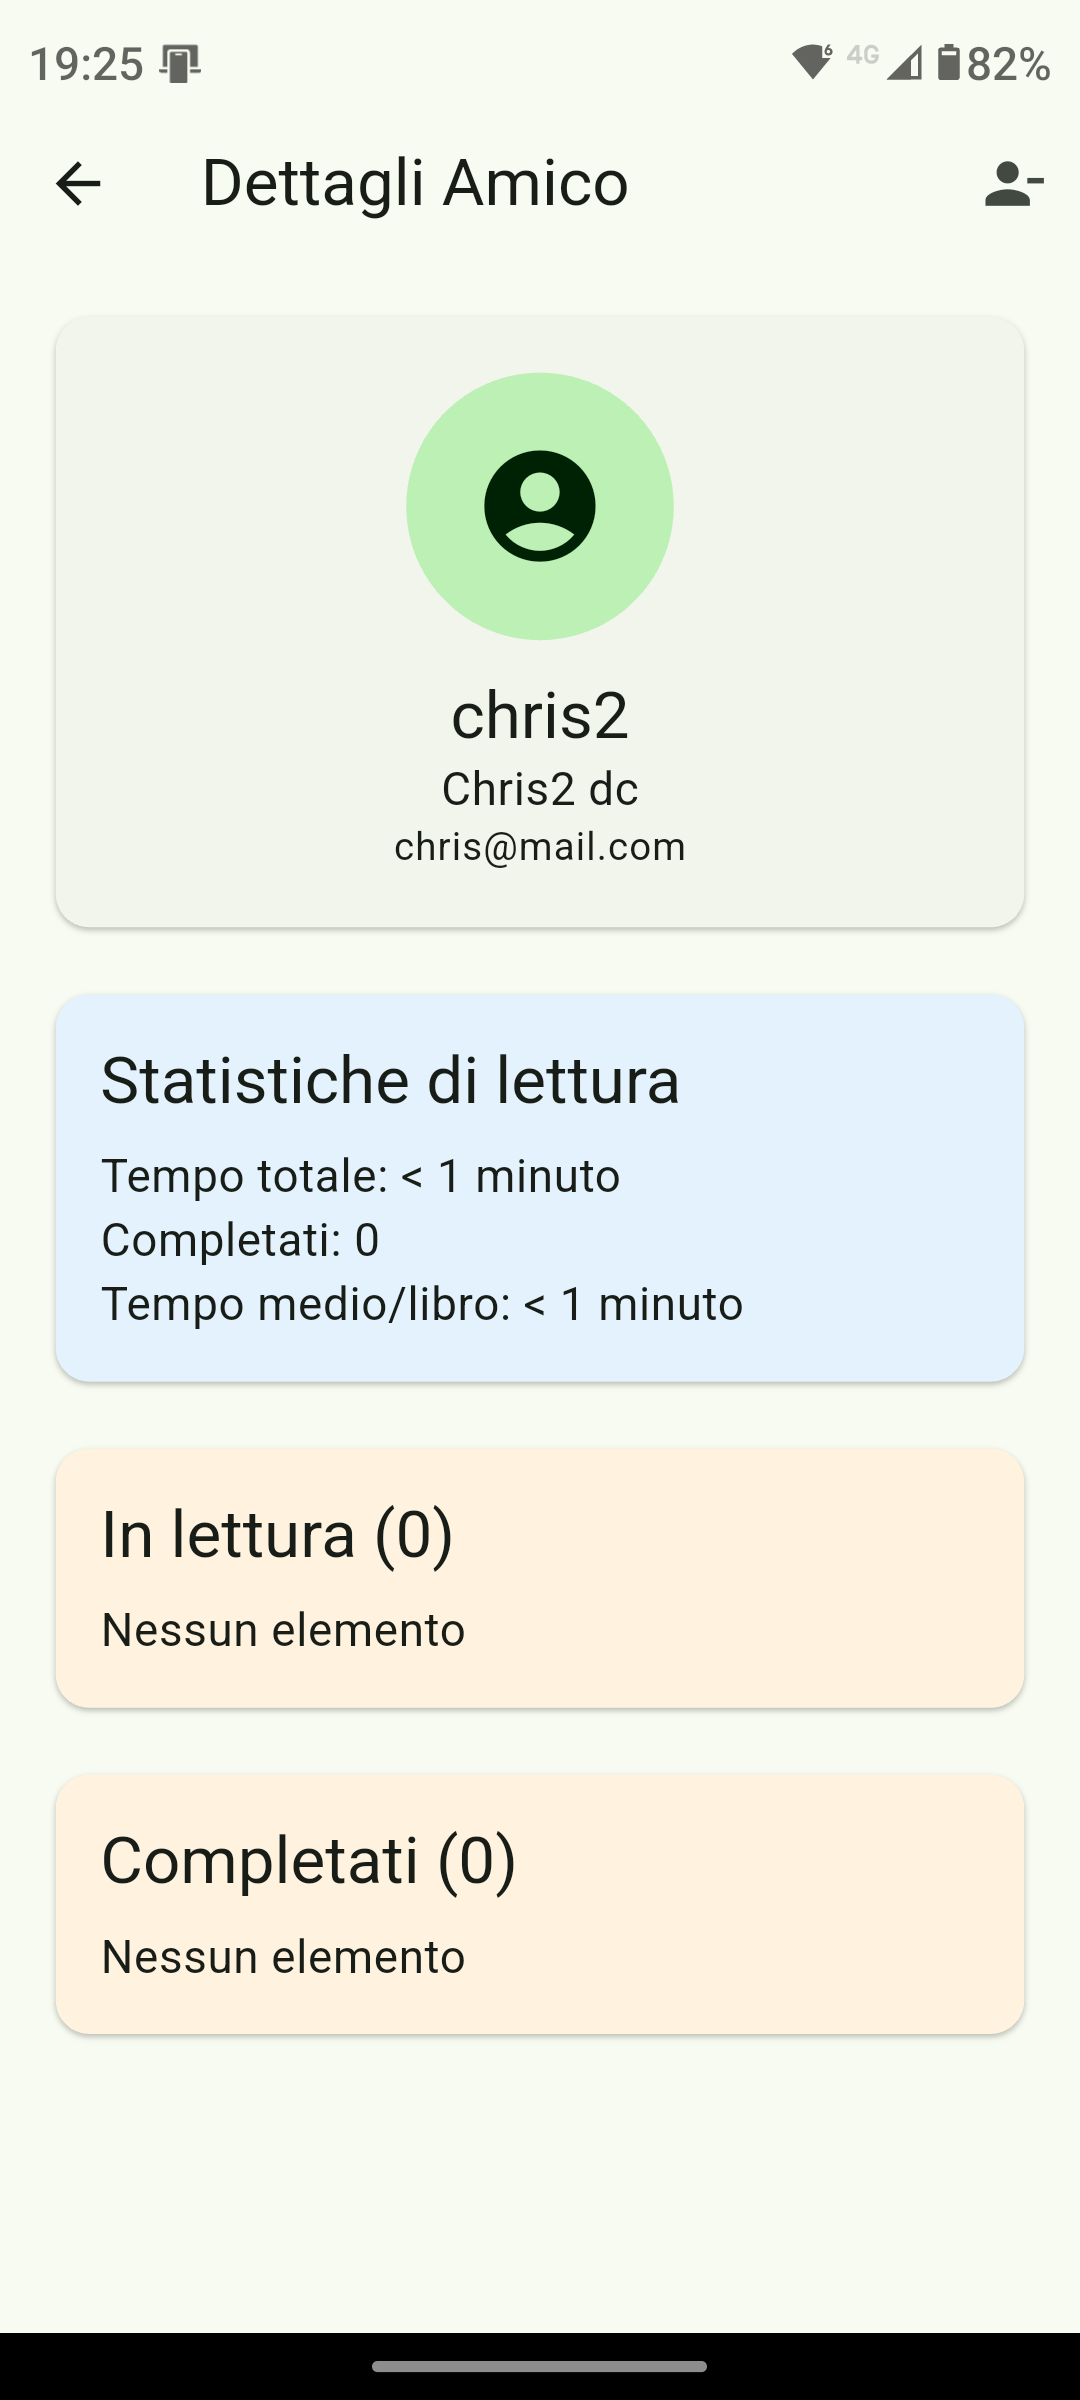 19:25
6 4G 82%
Dettagli Amico
chris2
Chris2 dc
chris@mail.com
Statistiche di lettura
Tempo totale: < 1 minuto
Completati: 0
Tempo medio/libro: < 1 minuto
In lettura (0)
Nessun elemento
Completati (0)
Nessun elemento